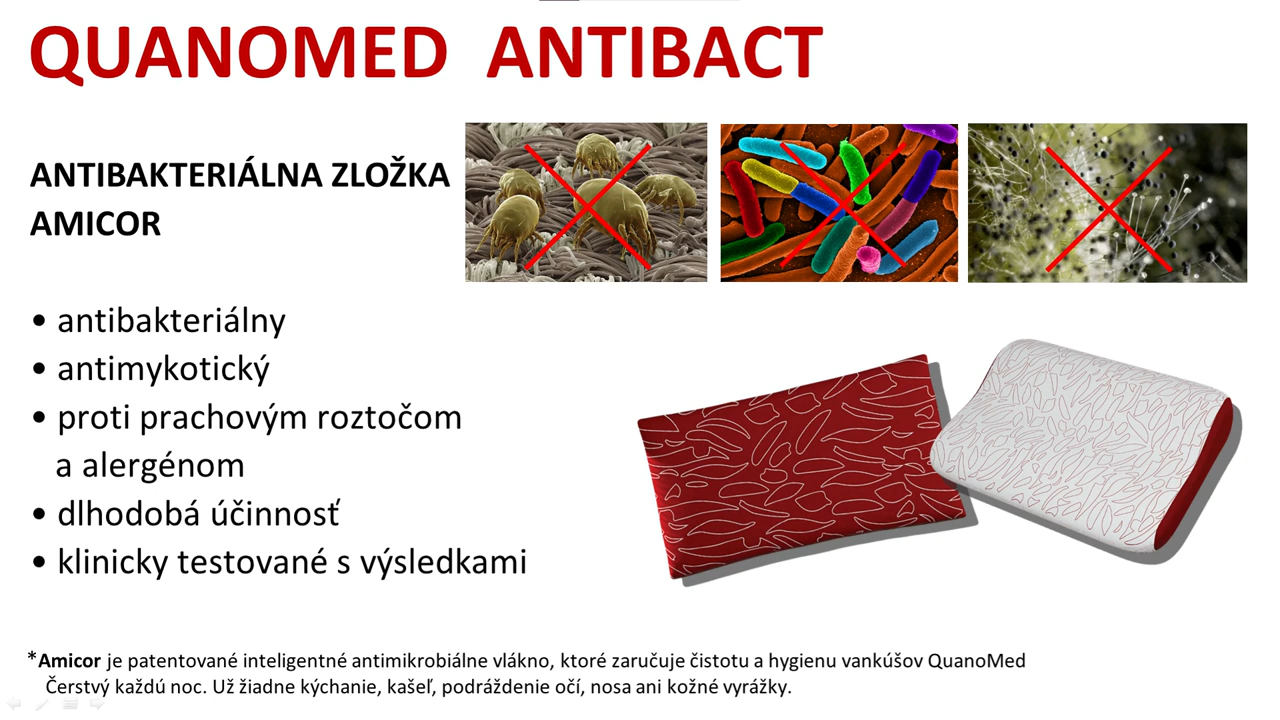 QUANOMED ANTIBACT
ANTIBAKTERIÁLNA ZLOŽKA
AMICOR
• antibakteriálny
• antimykotický
• proti prachovým roztočom
a alergénom
• dlhodobá účinnosť
• klinicky testované s výsledkami
*Amicor je patentované inteligentné antimikrobiálne vlákno, ktoré zaručuje čistotu a hygienu vankúšov QuanoMed
Čerstvý každú noc. Už žiadne kýchanie, kašeľ, podráždenie očí, nosa ani kožné vyrážky.